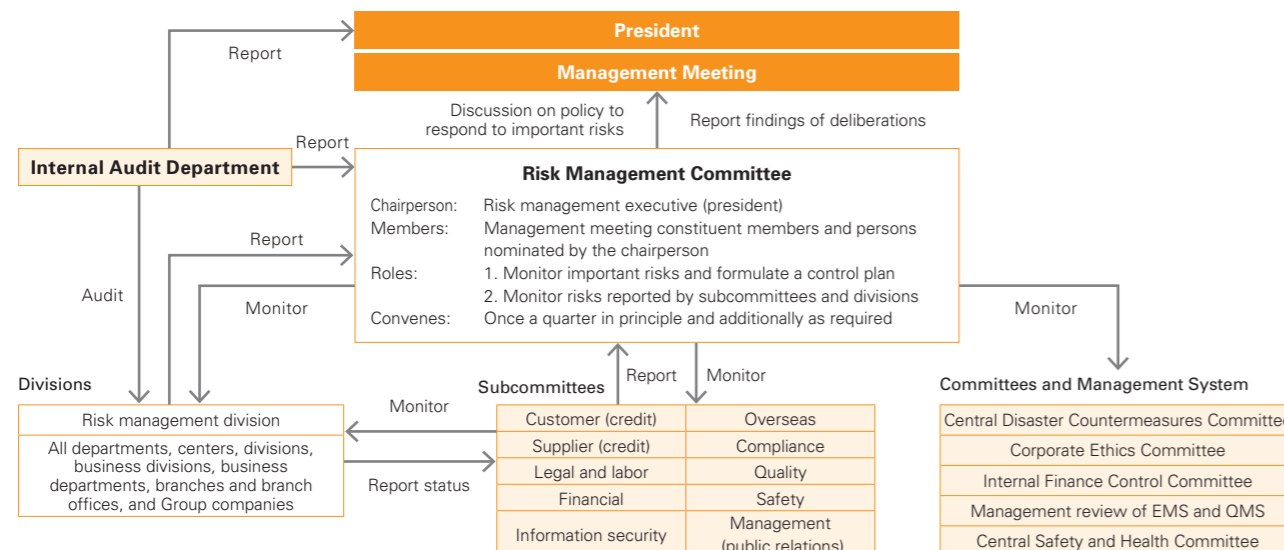 President
Report
Management Meeting
Discussion on policy to
respond to important risks
Report findings of deliberations
Report
Internal Audit Department
Risk Management Committee
Chairperson: Risk management executive (president)
Members: Management meeting constituent members and persons
nominated by the chairperson
Roles: 1. Monitor important risks and formulate a control plan
2. Monitor risks reported by subcommittees and divisions
Convenes: Once a quarter in principle and additionally as required
Report
Audit
Monitor
Monitor
Report
Monitor
Divisions
Risk management division
All departments, centers, divisions,
business divisions, business
departments, branches and branch
offices, and Group companies
Monitor
Report status
Subcommittees
Customer (credit) Overseas
Supplier (credit) Compliance
Legal and labor Quality
Financial Safety
Information security Management
(public relations)
Committees and Management System
Central Disaster Countermeasures Committee
Corporate Ethics Committee
Internal Finance Control Committee
Management review of EMS and QMS
Central Safety and Health Committee